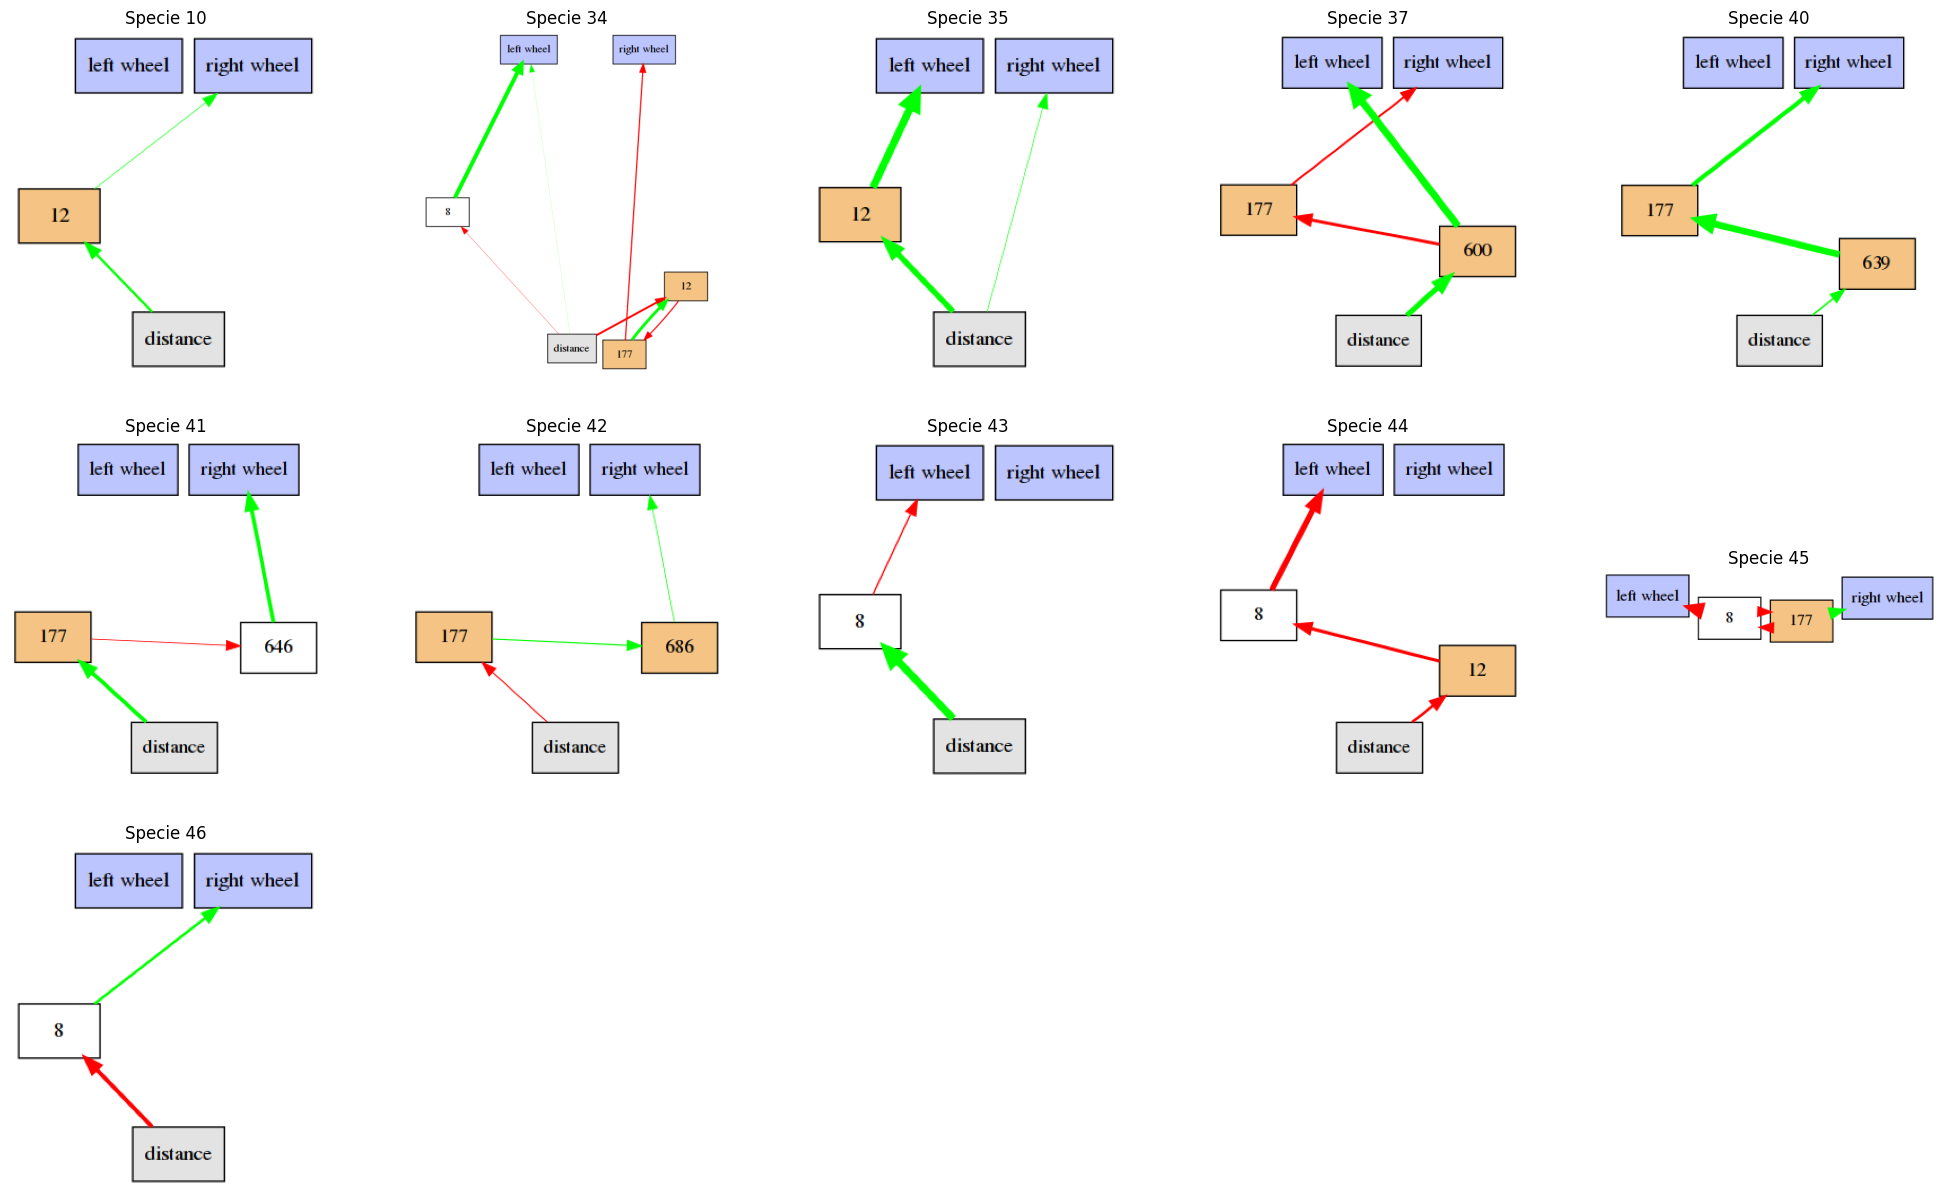 Specie 10
left wheel
right wheel
12
distance
Specie 34
left wheel
right wheel
8
12
distance
177
Specie 35
left wheel
right wheel
12
distance
Specie 37
left wheel
right wheel
177
600
distance
Specie 40
left wheel
right wheel
177
639
distance
Specie 41
left wheel
right wheel
177
646
distance
Specie 42
left wheel
right wheel
177
686
distance
Specie 43
left wheel
right wheel
8
distance
Specie 44
left wheel
right wheel
8
12
distance
Specie 45
left wheel
8
177
right wheel
Specie 46
left wheel
right wheel
8
distance